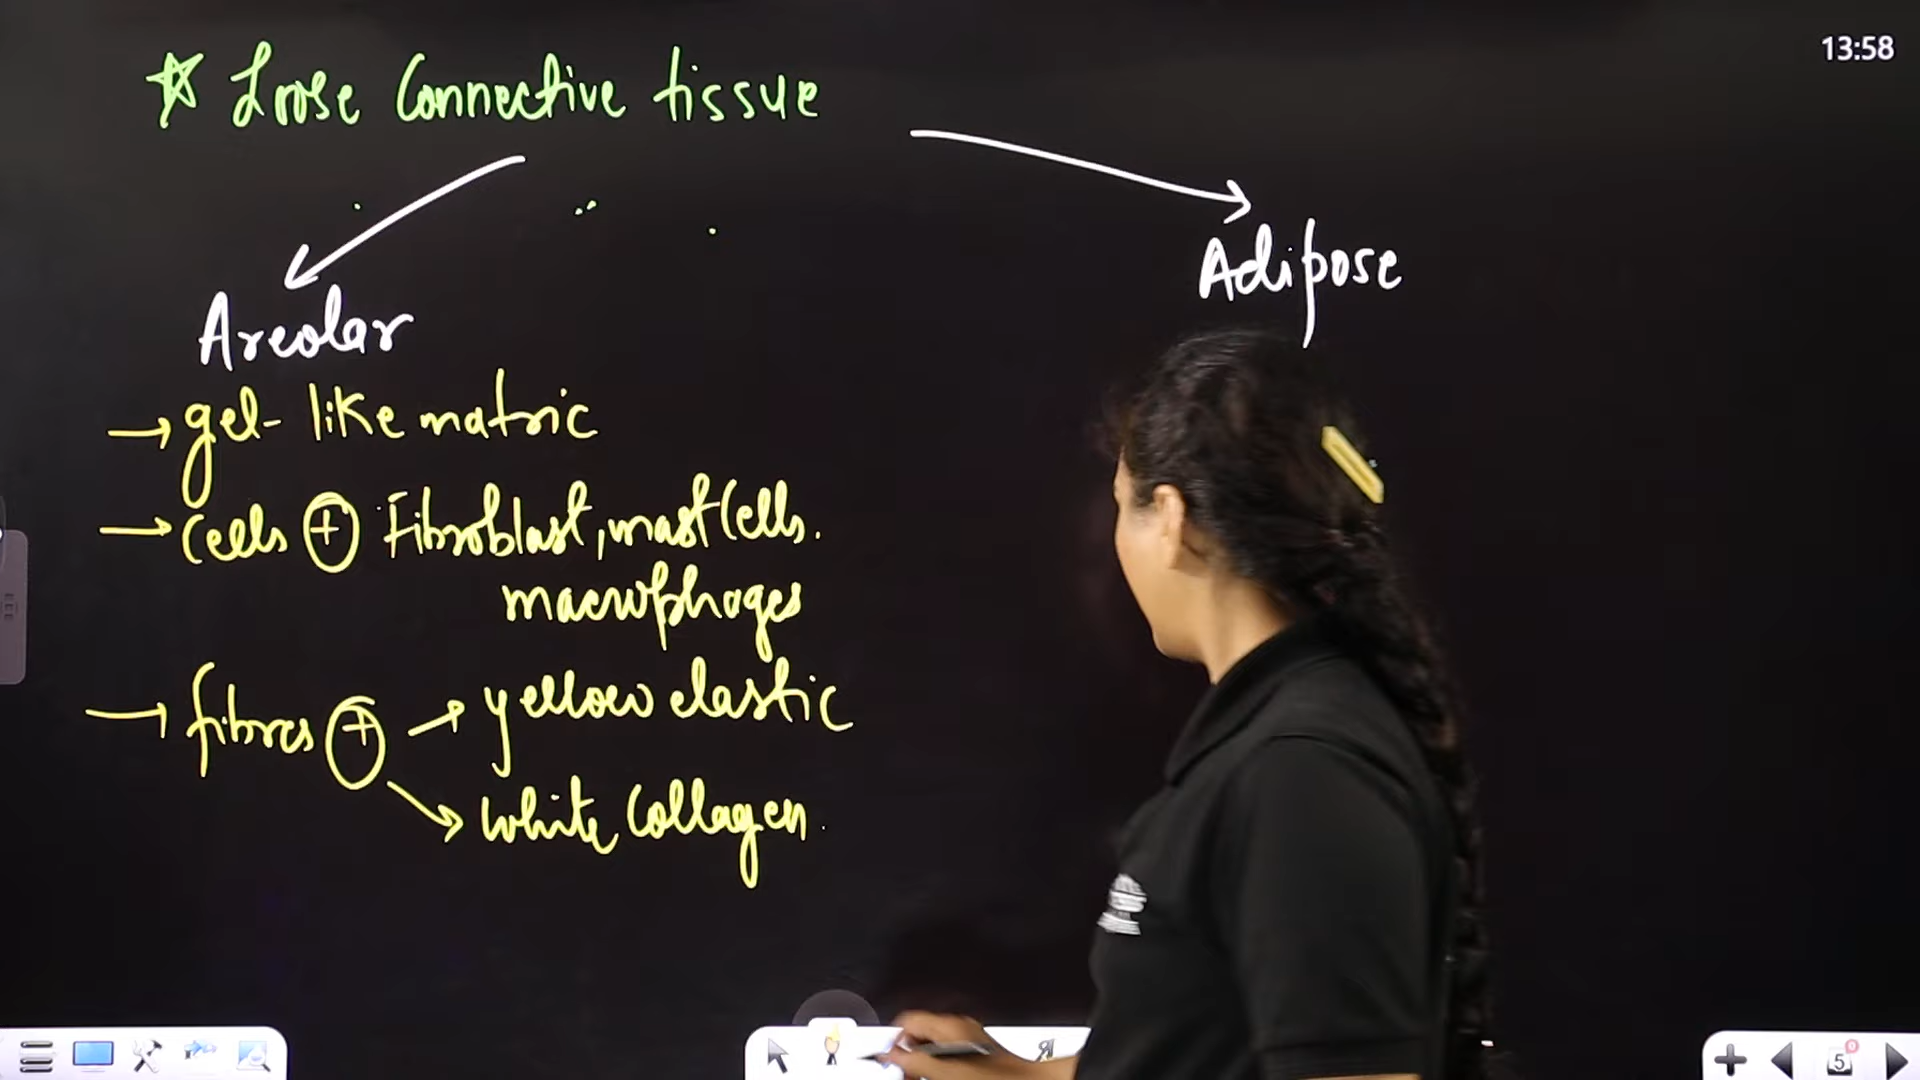 13:58
☆ Loose Connective tissue
Adipose
Areolar
→ gel-like matric
→ Cells ⊕ Fibroblast, mast Cells.
macrophages
→ fibres ⊕ → yellow elastic
→ white Collagen.
5